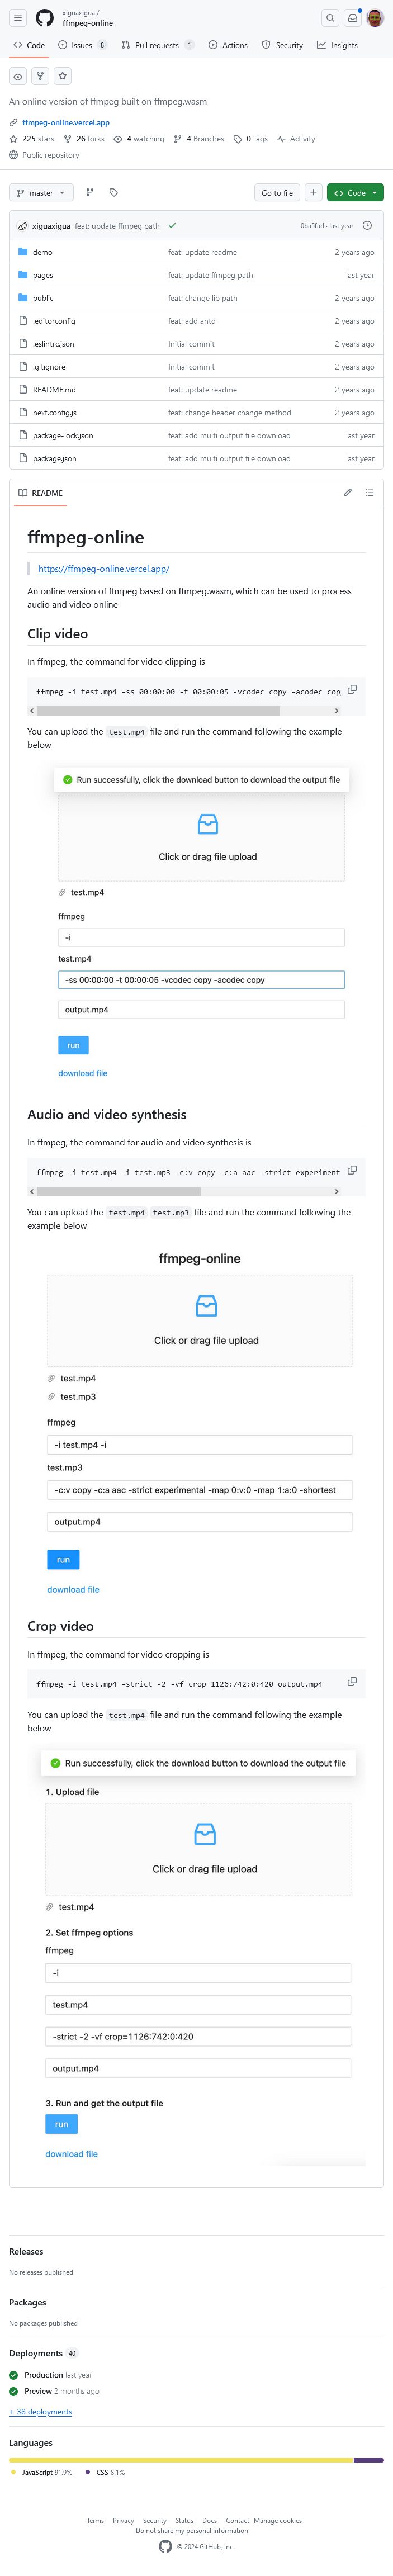 xiguaxigua /
ffmpeg-online
Code
Issues 8
Pull requests 1
Actions
Security
Insights
An online version of ffmpeg built on ffmpeg.wasm
ffmpeg-online.vercel.app
225 stars 26 forks 4 watching 4 Branches 0 Tags Activity
Public repository
master
Go to file
Code
xiguaxigua feat: update ffmpeg path 0ba5fad · last year
demo feat: update readme 2 years ago
pages feat: update ffmpeg path last year
public feat: change lib path 2 years ago
.editorconfig feat: add antd 2 years ago
.eslintrc.json Initial commit 2 years ago
.gitignore Initial commit 2 years ago
README.md feat: update readme 2 years ago
next.config.js feat: change header change method 2 years ago
package-lock.json feat: add multi output file download last year
package.json feat: add multi output file download last year
README
ffmpeg-online
https://ffmpeg-online.vercel.app/
An online version of ffmpeg based on ffmpeg.wasm, which can be used to process
audio and video online
Clip video
In ffmpeg, the command for video clipping is
ffmpeg -i test.mp4 -ss 00:00:00 -t 00:00:05 -vcodec copy -acodec cop
You can upload the test.mp4 file and run the command following the example
below
Run successfully, click the download button to download the output file
Click or drag file upload
test.mp4
ffmpeg
-i
test.mp4
-ss 00:00:00 -t 00:00:05 -vcodec copy -acodec copy
output.mp4
run
download file
Audio and video synthesis
In ffmpeg, the command for audio and video synthesis is
ffmpeg -i test.mp4 -i test.mp3 -c:v copy -c:a aac -strict experiment
You can upload the test.mp4 test.mp3 file and run the command following the
example below
ffmpeg-online
Click or drag file upload
test.mp4
test.mp3
ffmpeg
-i test.mp4 -i
test.mp3
-c:v copy -c:a aac -strict experimental -map 0:v:0 -map 1:a:0 -shortest
output.mp4
run
download file
Crop video
In ffmpeg, the command for video cropping is
ffmpeg -i test.mp4 -strict -2 -vf crop=1126:742:0:420 output.mp4
You can upload the test.mp4 file and run the command following the example
below
Run successfully, click the download button to download the output file
1. Upload file
Click or drag file upload
test.mp4
2. Set ffmpeg options
ffmpeg
-i
test.mp4
-strict -2 -vf crop=1126:742:0:420
output.mp4
3. Run and get the output file
run
download file
Releases
No releases published
Packages
No packages published
Deployments 40
Production last year
Preview 2 months ago
+ 38 deployments
Languages
JavaScript 91.9% CSS 8.1%
Terms Privacy Security Status Docs Contact Manage cookies
Do not share my personal information
© 2024 GitHub, Inc.